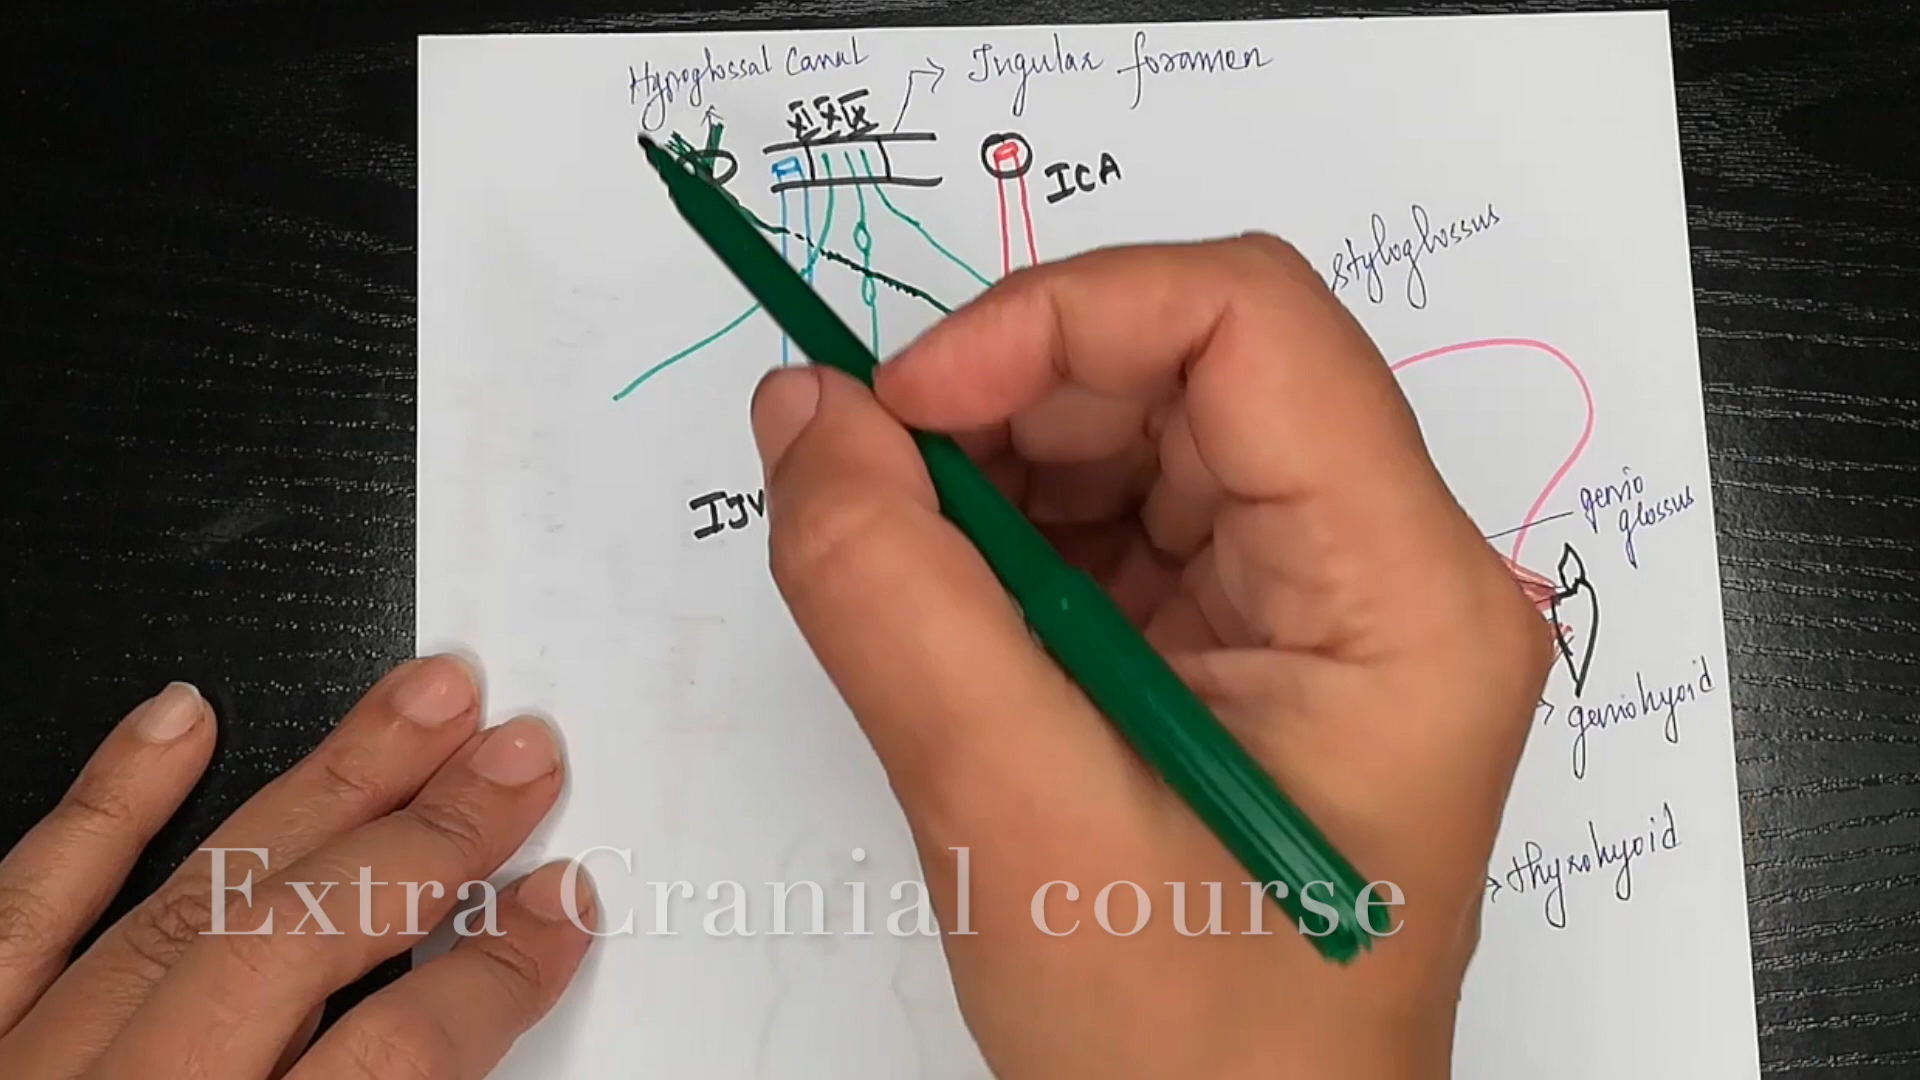 Hypoglossal Canal
Jugular foramen
XI X IX
ICA
styloglossus
IJV
genio
glossus
geniohyoid
thyrohyoid
Extra Cranial course